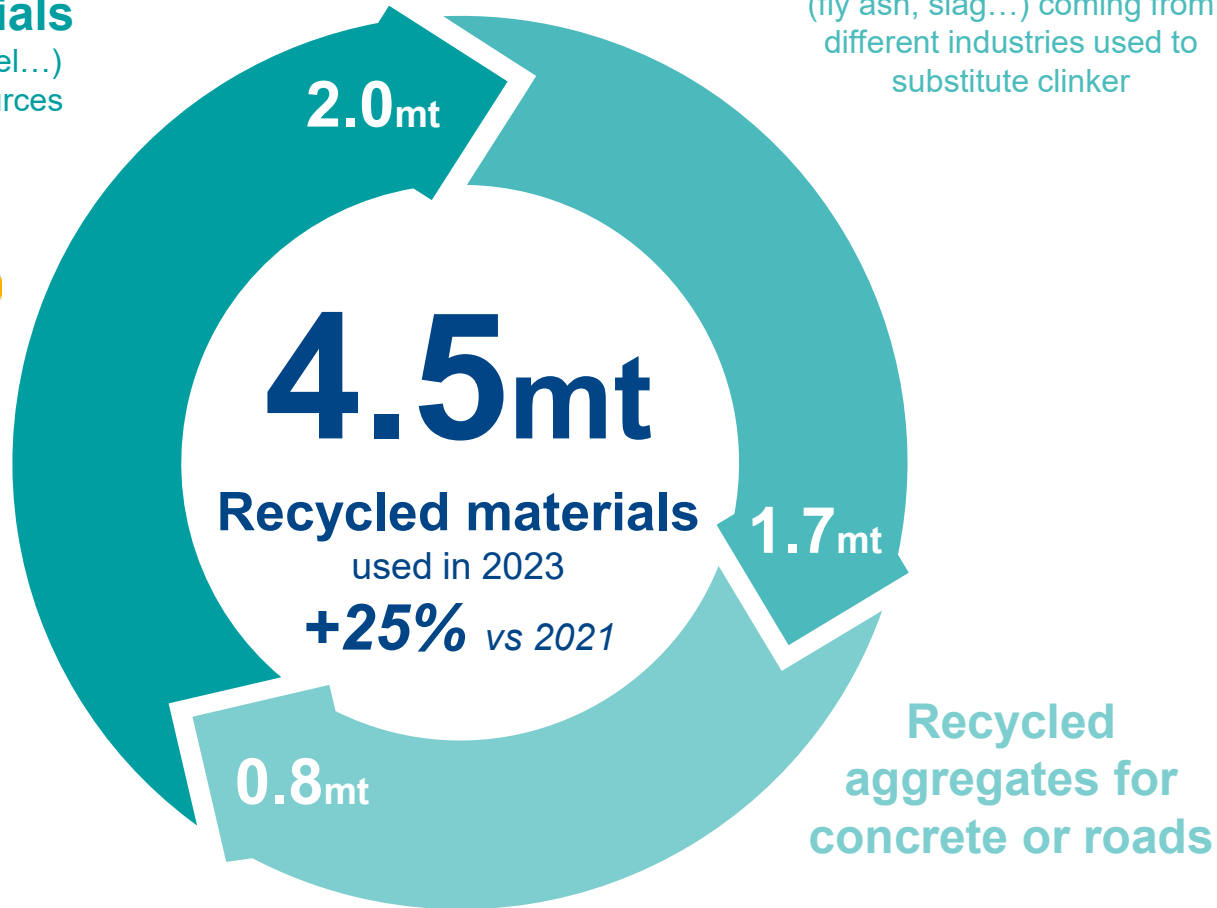 ials
el…)
urces
(fly ash, slag…) coming from
different industries used to
substitute clinker
2.0mt
4.5mt
Recycled materials
used in 2023
+25% vs 2021
1.7mt
0.8mt
Recycled
aggregates for
concrete or roads